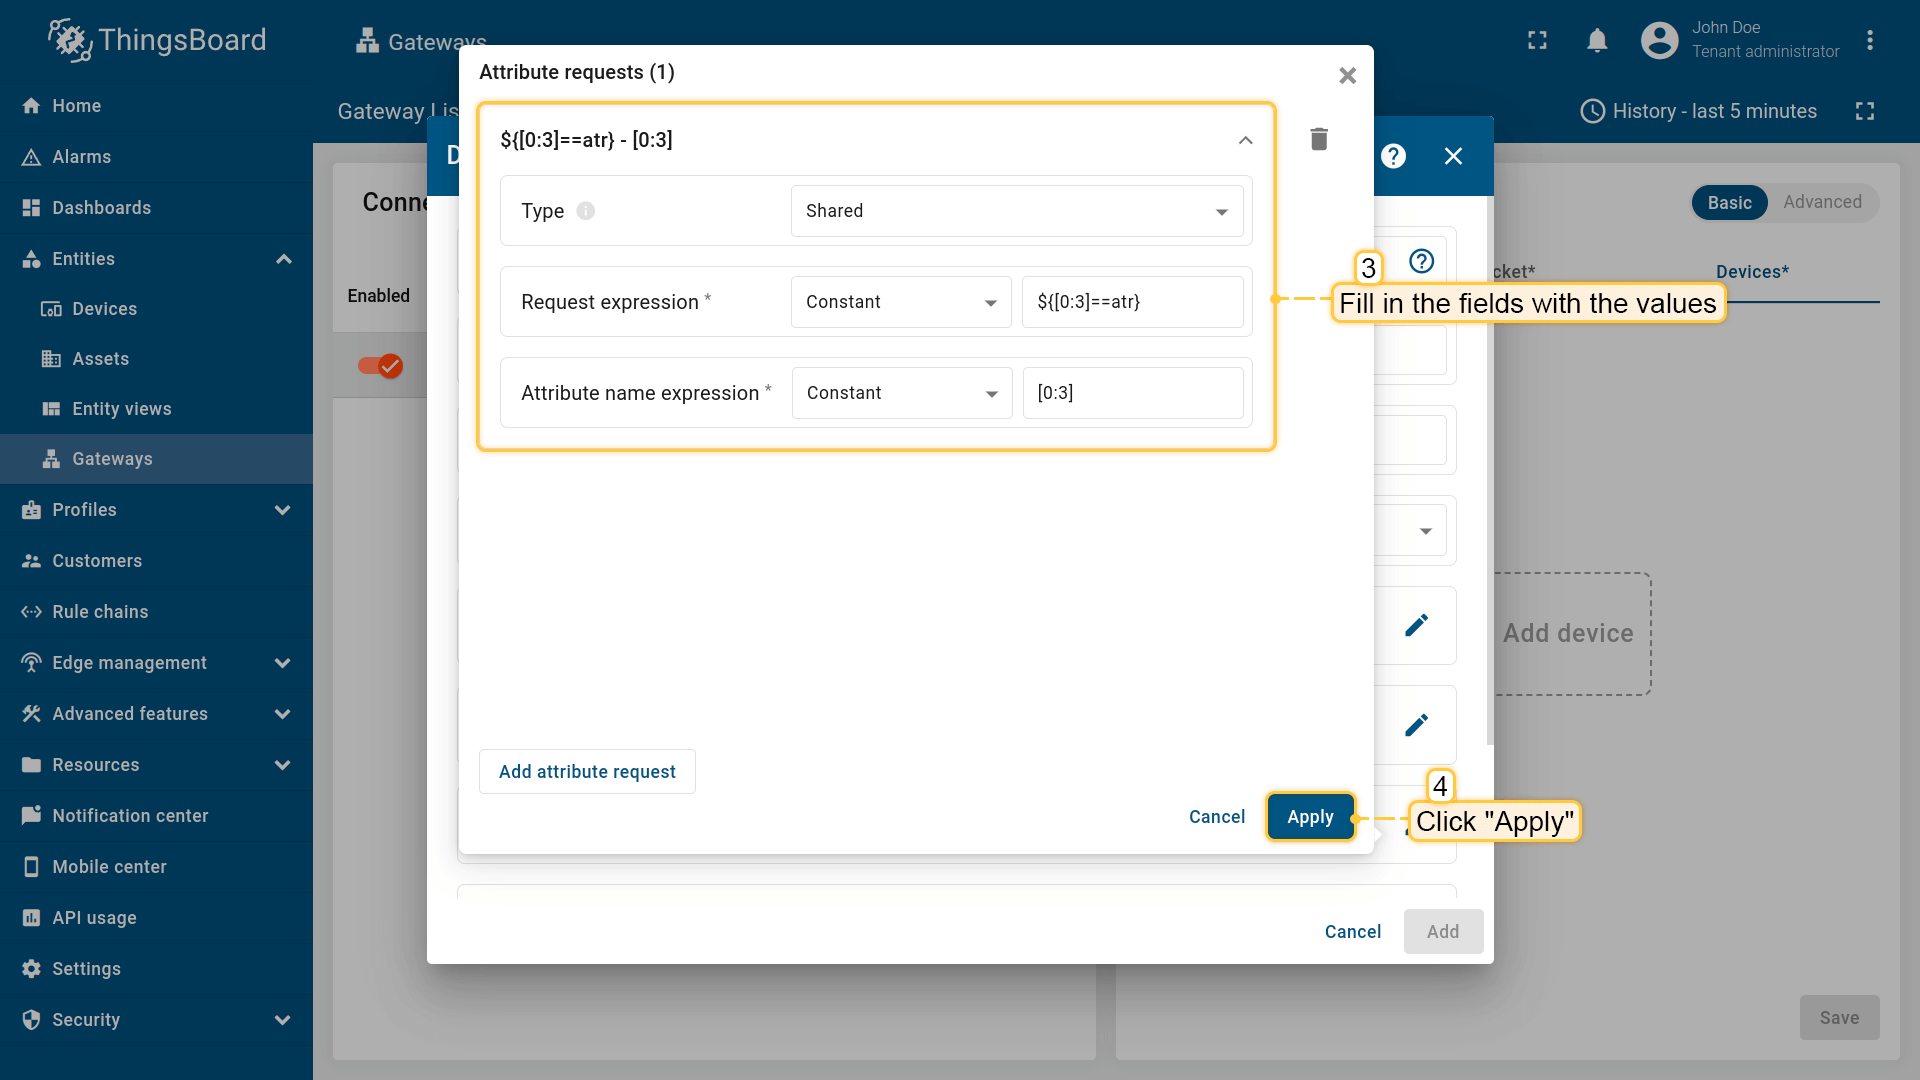 ThingsBoard
Gateways
John Doe
Tenant administrator
Home
Alarms
Dashboards
Entities
Devices
Assets
Entity views
Gateways
Profiles
Customers
Rule chains
Edge management
Advanced features
Resources
Notification center
Mobile center
API usage
Settings
Security
Gateway Lis
History - last 5 minutes
Conne
Enabled
Basic
Advanced
cket*
Devices*
Add device
Save
D
Attribute requests (1)
${[0:3]==atr} - [0:3]
Type
Shared
Request expression *
Constant
${[0:3]==atr}
Attribute name expression *
Constant
[0:3]
3
Fill in the fields with the values
Add attribute request
Cancel
Apply
4
Click "Apply"
Cancel
Add